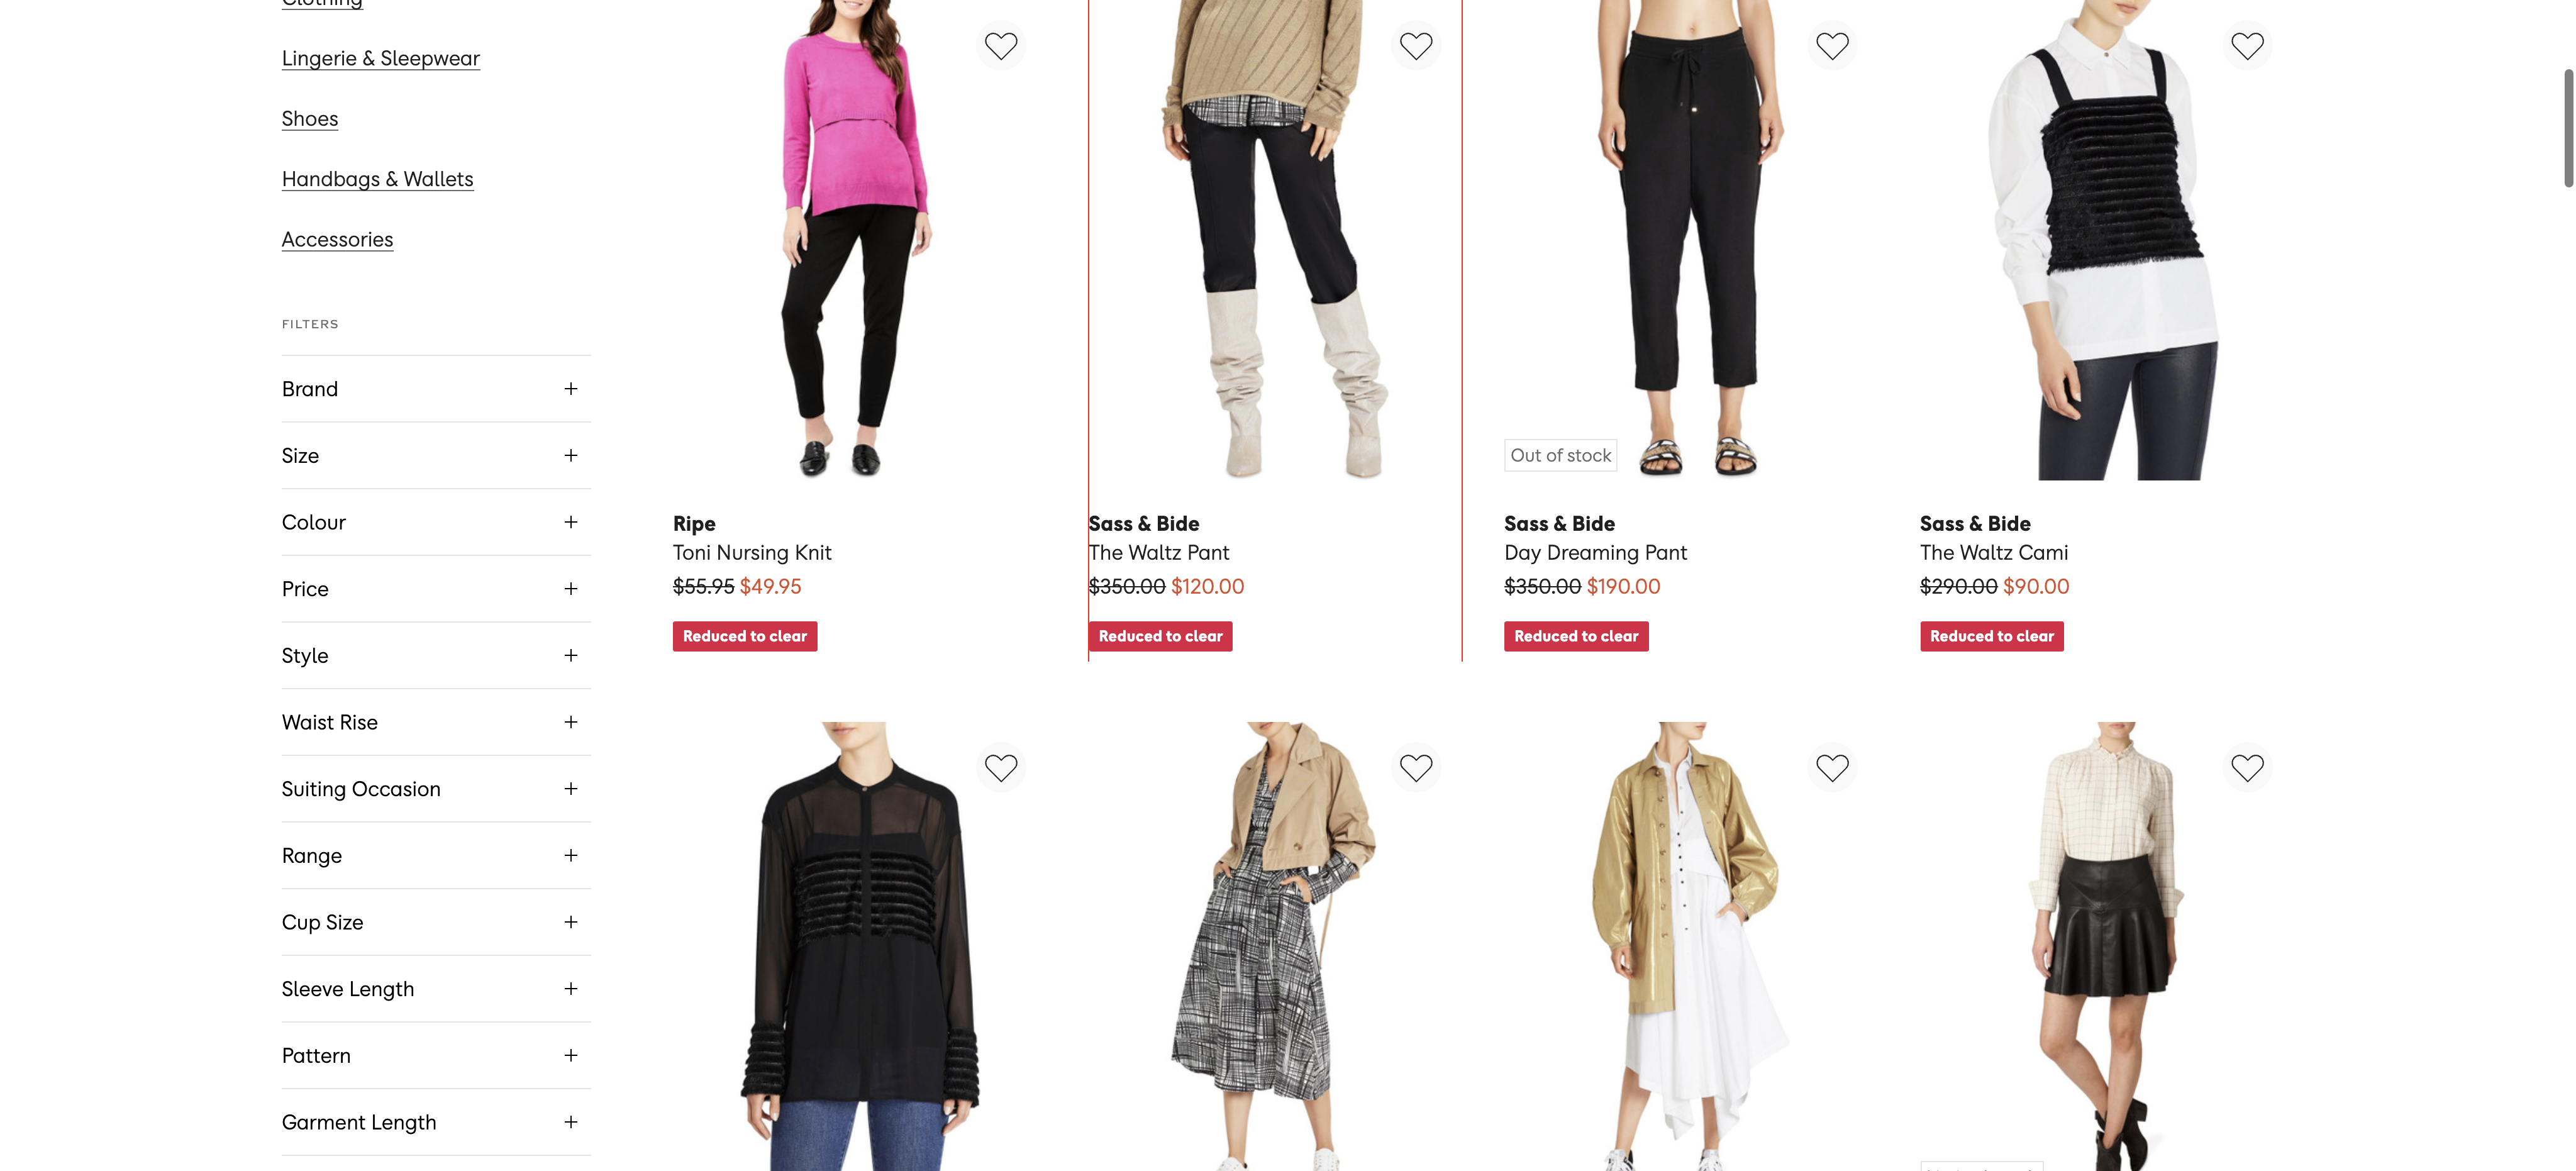 Clothing
Lingerie & Sleepwear
Shoes
Handbags & Wallets
Accessories
FILTERS
Brand
Size
Colour
Price
Style
Waist Rise
Suiting Occasion
Range
Cup Size
Sleeve Length
Pattern
Garment Length
Ripe
Toni Nursing Knit
$55.95 $49.95
Reduced to clear
Sass & Bide
The Waltz Pant
$350.00 $120.00
Reduced to clear
Out of stock
Sass & Bide
Day Dreaming Pant
$350.00 $190.00
Reduced to clear
Sass & Bide
The Waltz Cami
$290.00 $90.00
Reduced to clear